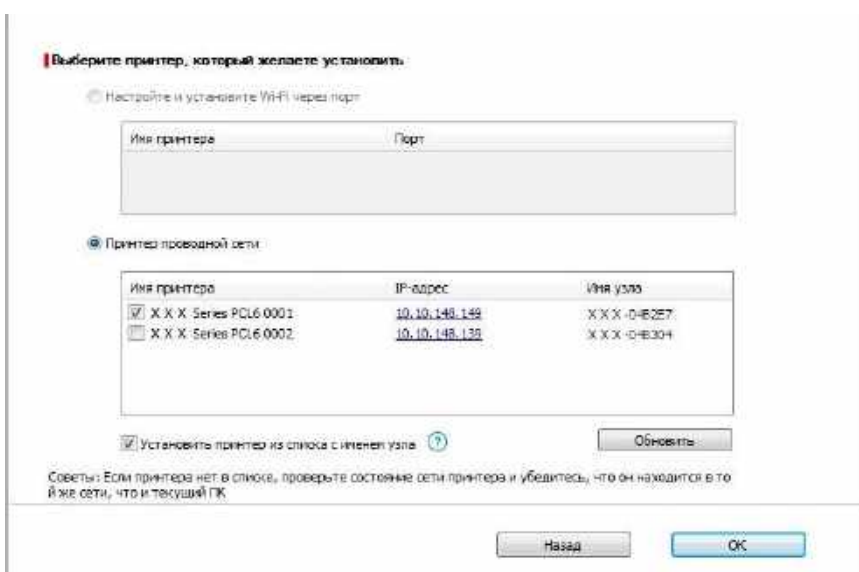 Выберите принтер, который желаете установить
Настройте и установите Wi-Fi через порт
Имя принтера Порт
Принтер проводной сети
Имя принтера IP-адрес Имя узла
X X X Series PCL6 0001 10.10.148.149 X X X -04B2E7
X X X Series PCL6 0002 10.10.148.139 X X X -04B304
Установить принтер из списка с именем узла ? Обновить
Советы: Если принтера нет в списке, проверьте состояние сети принтера и убедитесь, что он находится в то
й же сети, что и текущий ПК
Назад OK